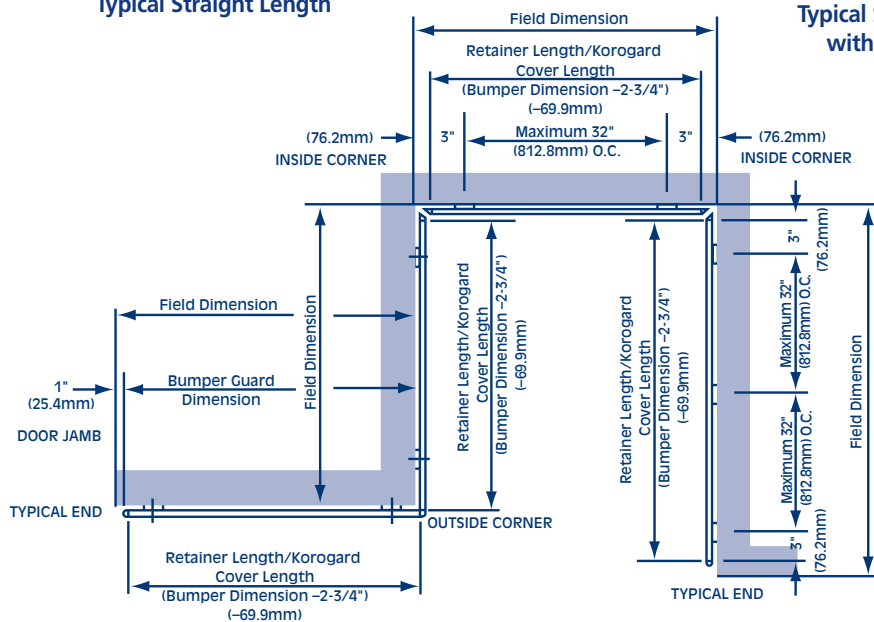 Typical Straight Length
Field Dimension
Typical
with
Retainer Length/Korogard
Cover Length
(Bumper Dimension –2-3/4")
(–69.9mm)
(76.2mm)
3"
Maximum 32"
(812.8mm) O.C.
3"
(76.2mm)
INSIDE CORNER
INSIDE CORNER
Field Dimension
1"
(25.4mm)
Bumper Guard
Dimension
DOOR JAMB
TYPICAL END
Field Dimension
Retainer Length/Korogard
Cover Length
(Bumper Dimension –2-3/4")
(–69.9mm)
OUTSIDE CORNER
Retainer Length/Korogard
Cover Length
(Bumper Dimension –2-3/4")
(–69.9mm)
Retainer Length/Korogard
Cover Length
(Bumper Dimension –2-3/4")
(–69.9mm)
3"
(76.2mm)
Maximum 32"
(812.8mm) O.C.
Maximum 32"
(812.8mm) O.C.
3"
(76.2mm)
Field Dimension
TYPICAL END